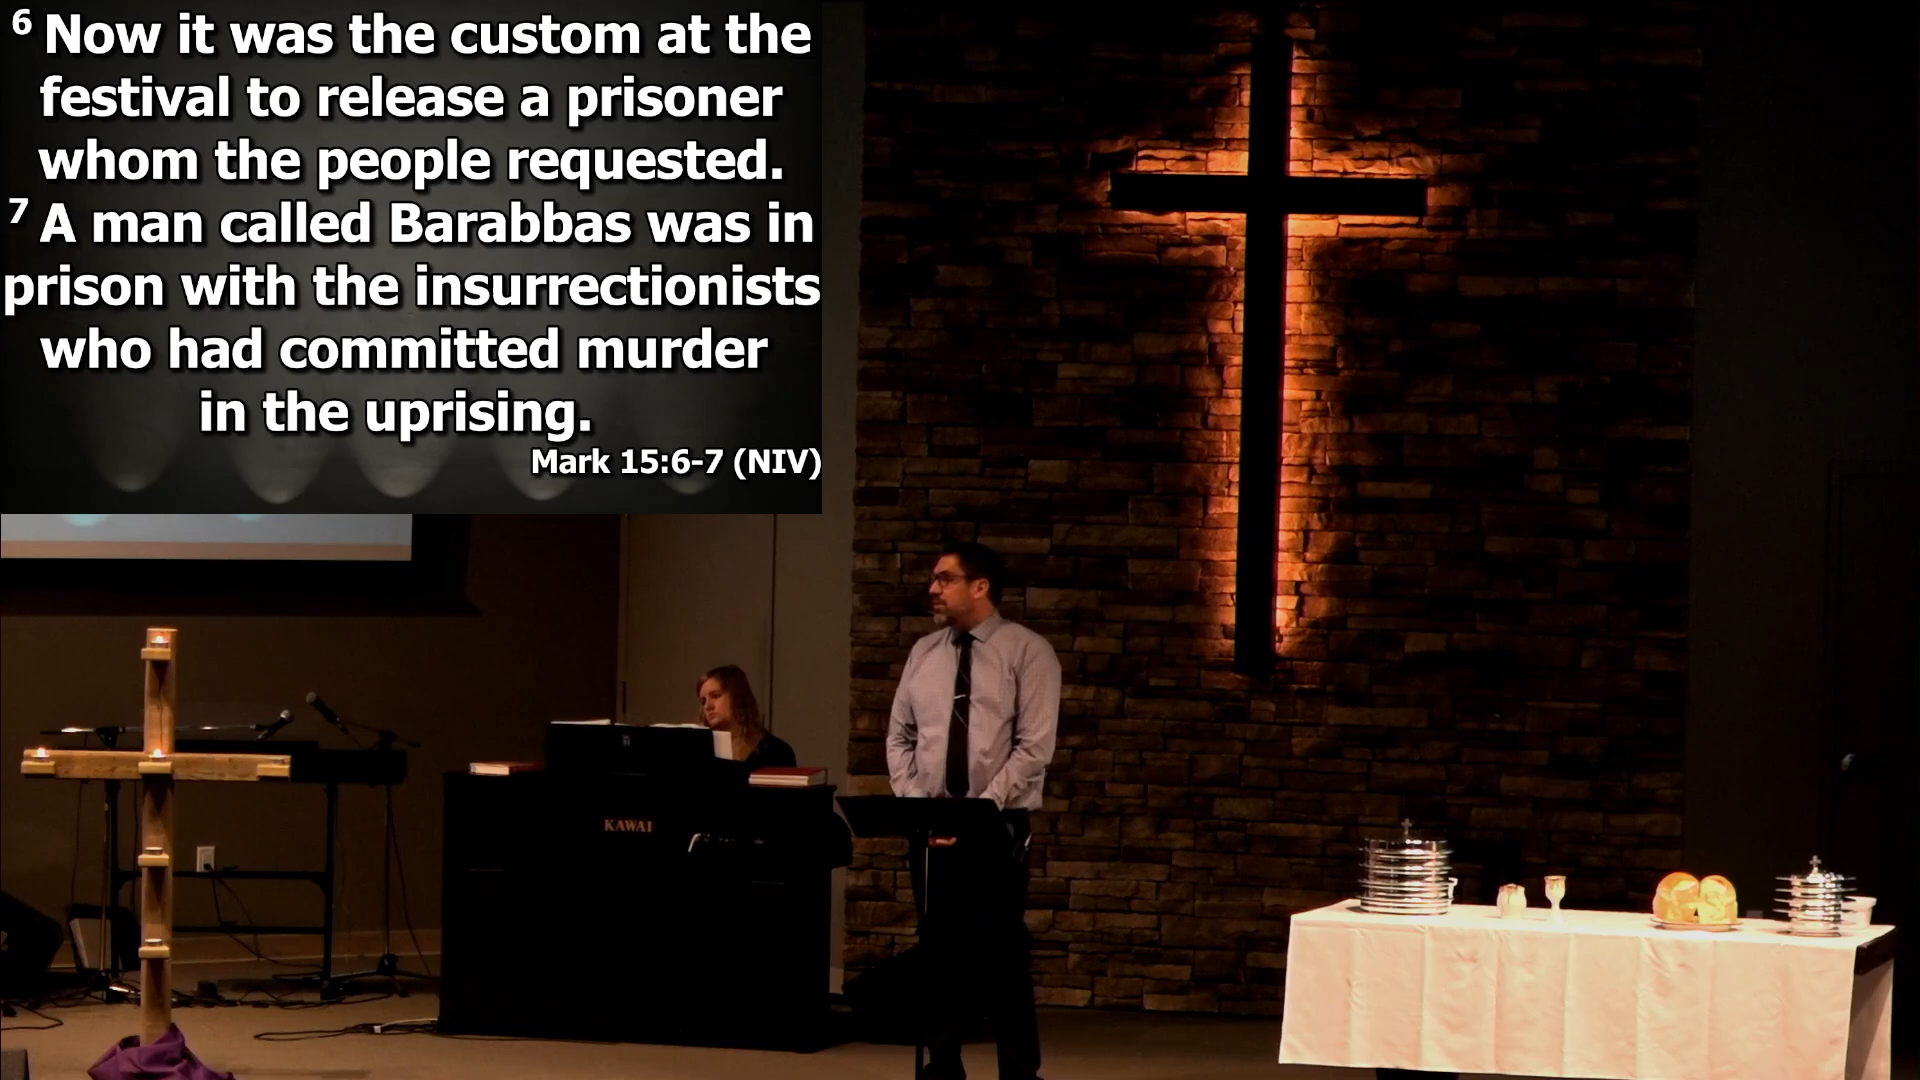 6 Now it was the custom at the
festival to release a prisoner
whom the people requested.
7 A man called Barabbas was in
prison with the insurrectionists
who had committed murder
in the uprising.
Mark 15:6-7 (NIV)
KAWAI